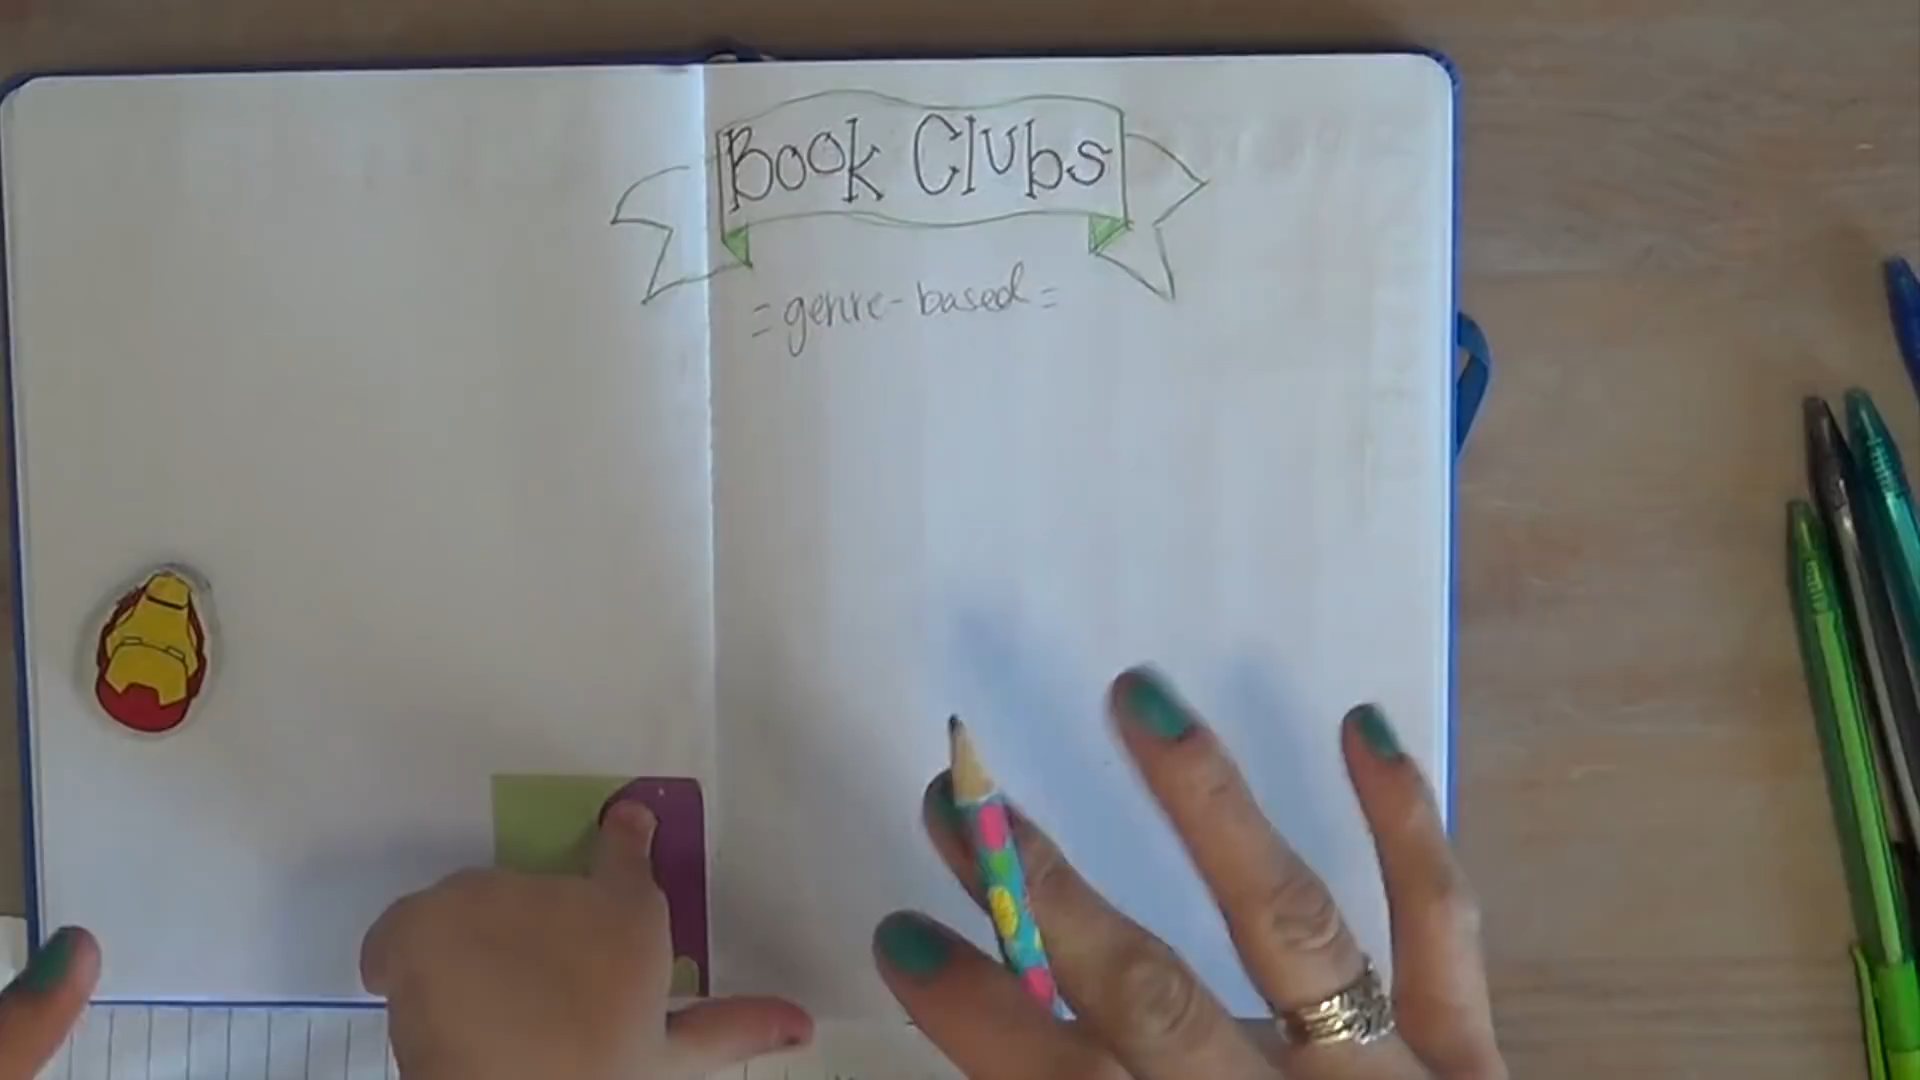 Book Clubs
= genre-based =